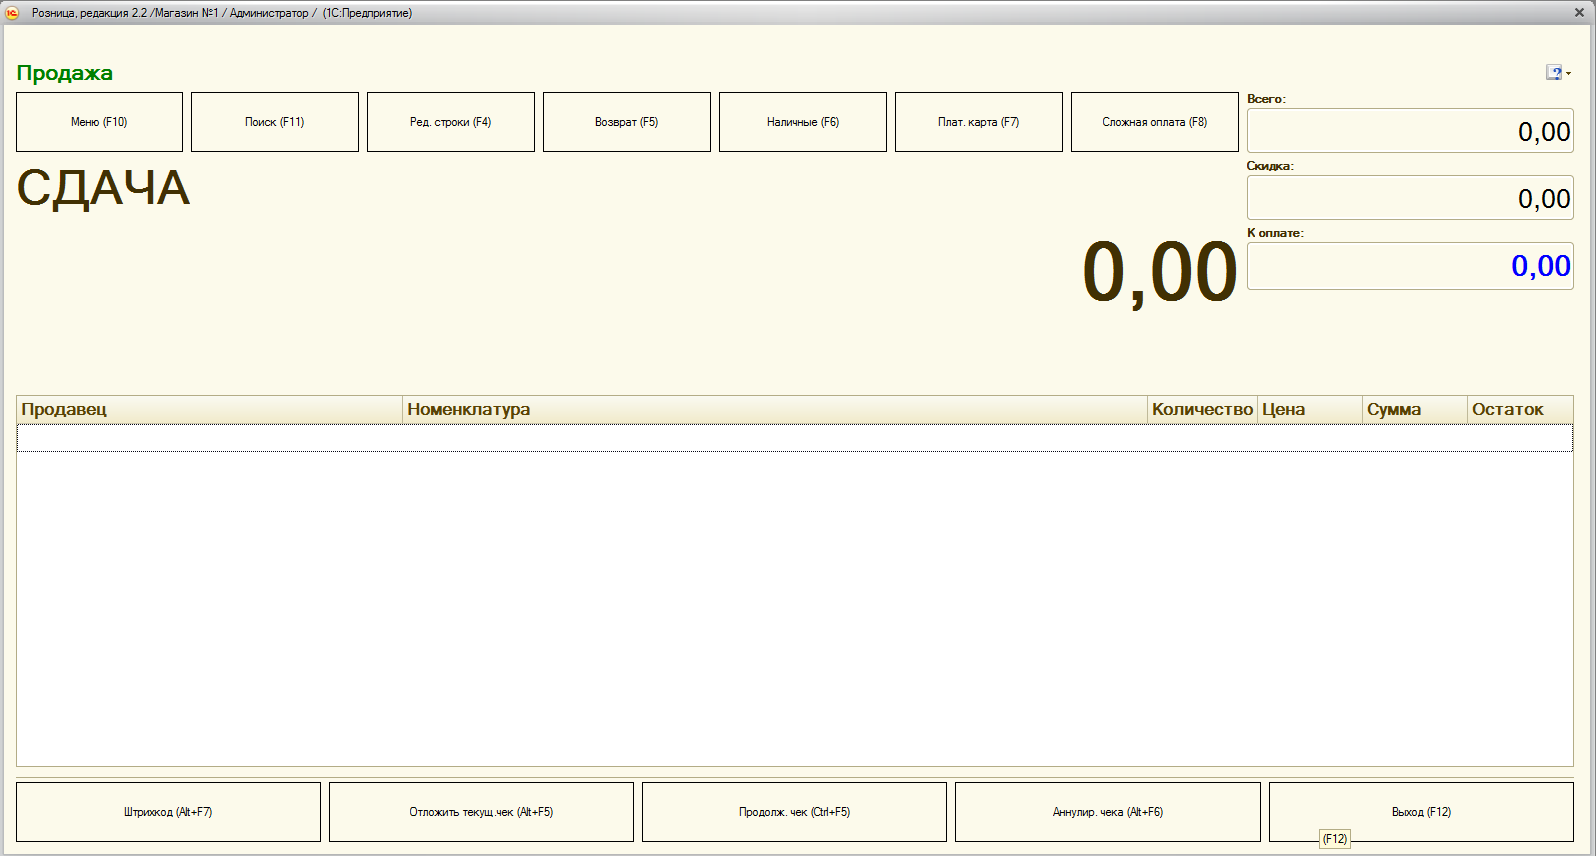 Розница, редакция 2.2 /Магазин №1 / Администратор / (1С:Предприятие)
Продажа
Меню (F10)
Поиск (F11)
Ред. строки (F4)
Возврат (F5)
Наличные (F6)
Плат. карта (F7)
Сложная оплата (F8)
Всего:
0,00
СДАЧА
Скидка:
0,00
К оплате:
0,00
0,00
Продавец Номенклатура Количество Цена Сумма Остаток
Штрихкод (Alt+F7)
Отложить текущ.чек (Alt+F5)
Продолж. чек (Ctrl+F5)
Аннулир. чека (Alt+F6)
Выход (F12)
(F12)